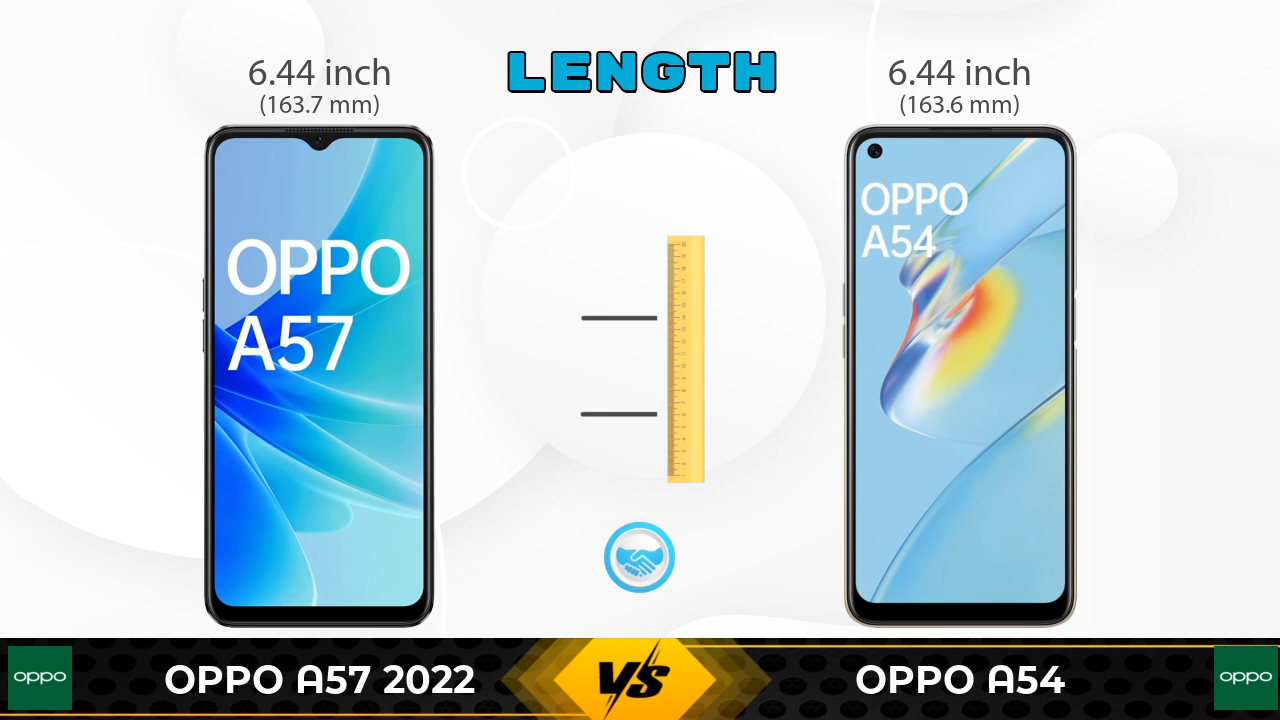 LENGTH
6.44 inch
(163.7 mm)
6.44 inch
(163.6 mm)
OPPO
A57
OPPO
A54
oppo
OPPO A57 2022
VS
OPPO A54
oppo